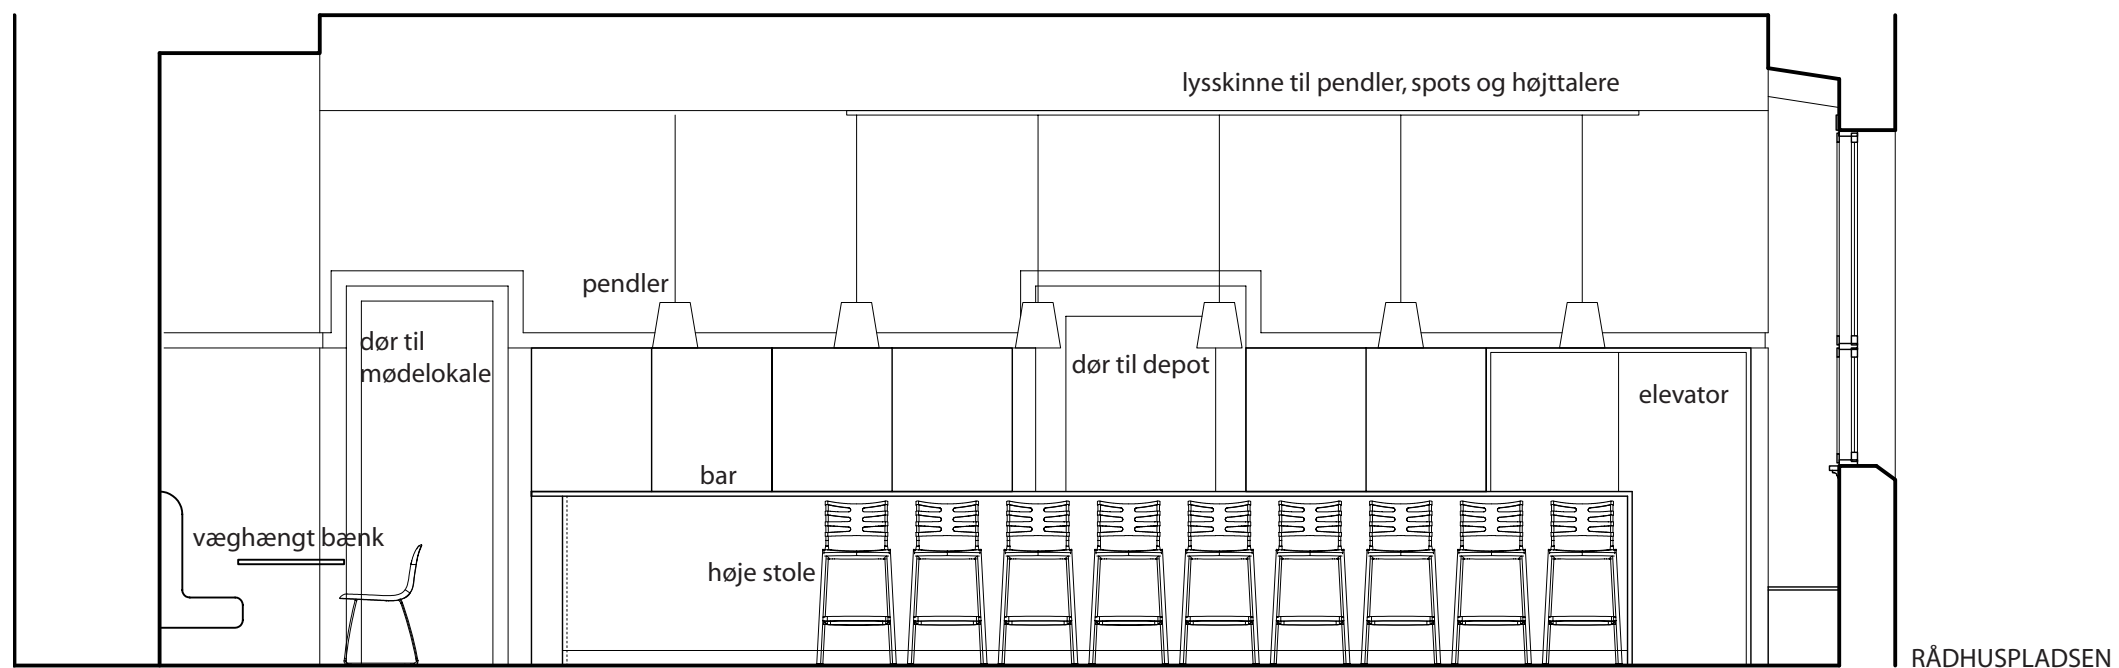 lysskinne til pendler, spots og højttalere
pendler
dør til
mødelokale
dør til depot
elevator
bar
væghængt bænk
høje stole
RÅDHUSPLADSEN